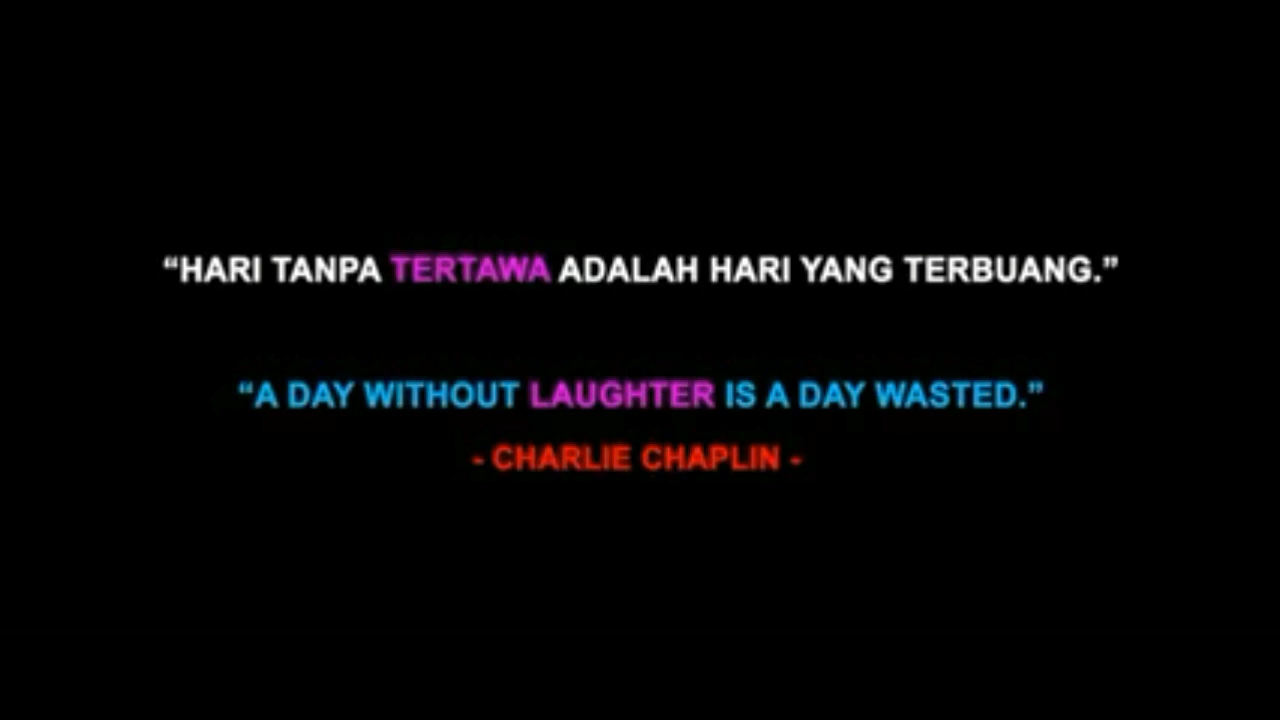 “HARI TANPA TERTAWA ADALAH HARI YANG TERBUANG.”
“A DAY WITHOUT LAUGHTER IS A DAY WASTED.”
- CHARLIE CHAPLIN -